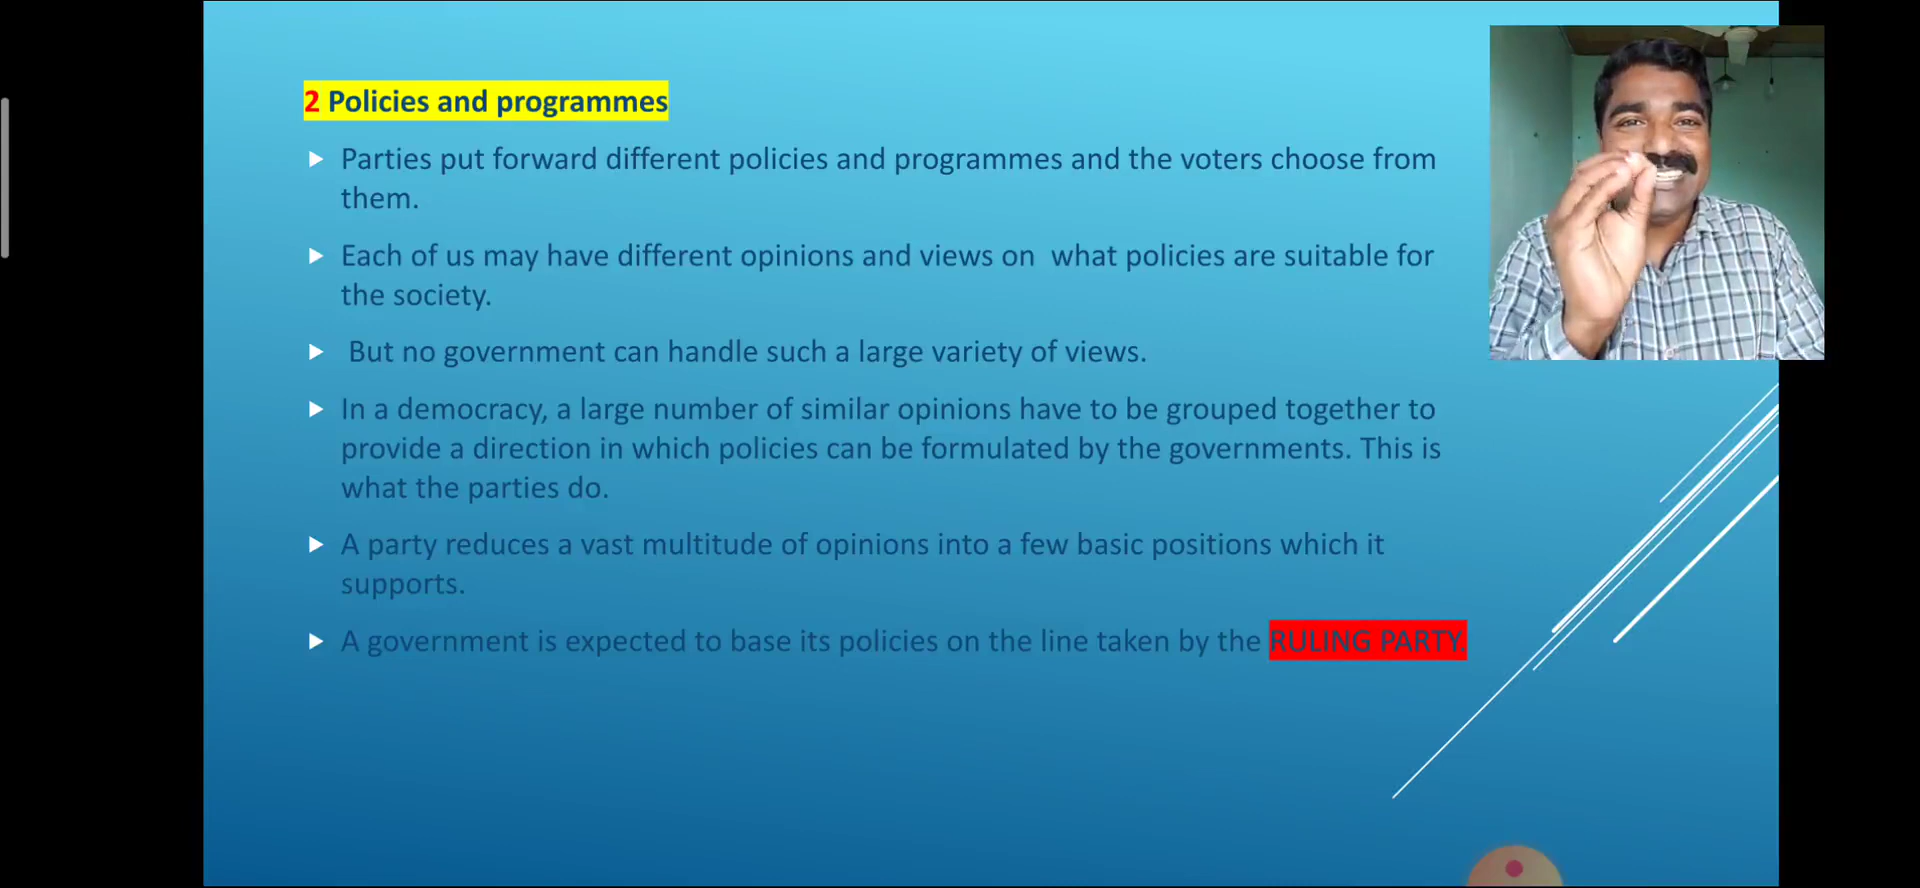 2 Policies and programmes
Parties put forward different policies and programmes and the voters choose from
them.
Each of us may have different opinions and views on what policies are suitable for
the society.
But no government can handle such a large variety of views.
In a democracy, a large number of similar opinions have to be grouped together to
provide a direction in which policies can be formulated by the governments. This is
what the parties do.
A party reduces a vast multitude of opinions into a few basic positions which it
supports.
A government is expected to base its policies on the line taken by the RULING PARTY.